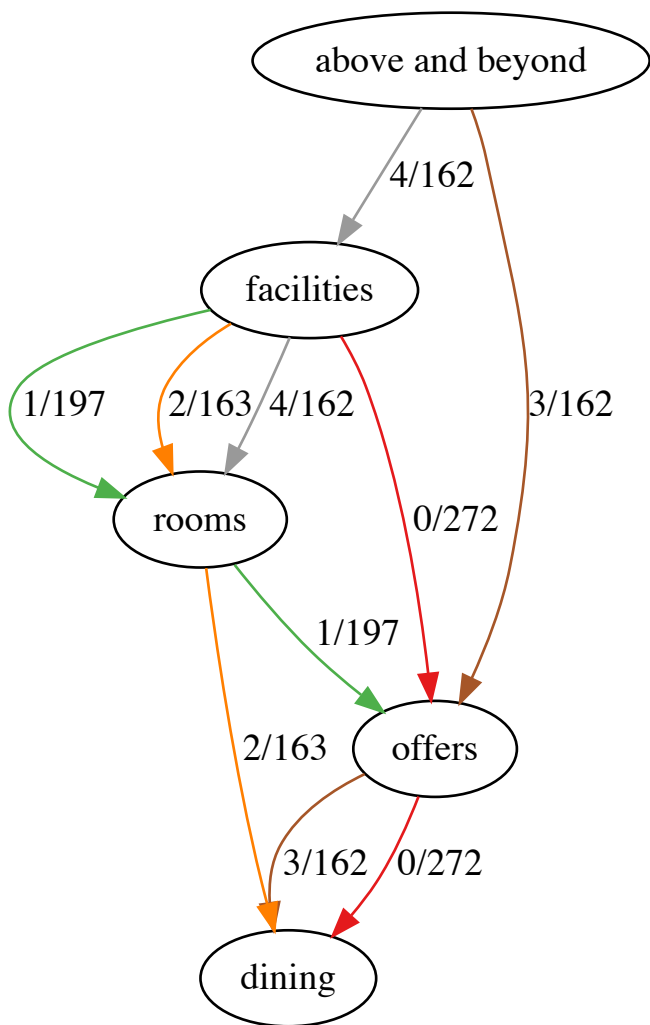 above and beyond
4/162
facilities
1/197
2/163
4/162
3/162
rooms
0/272
1/197
offers
2/163
3/162
0/272
dining